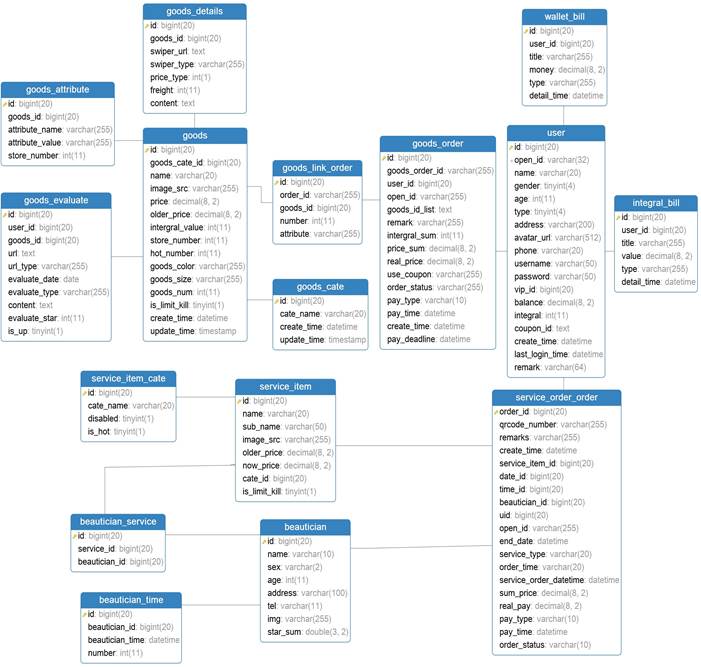 goods_details
id: bigint(20)
goods_id: bigint(20)
swiper_url: text
swiper_type: varchar(255)
price_type: int(1)
freight: int(11)
content: text
wallet_bill
id: bigint(20)
user_id: bigint(20)
title: varchar(255)
money: decimal(8, 2)
type: varchar(255)
detail_time: datetime
goods_attribute
id: bigint(20)
goods_id: bigint(20)
attribute_name: varchar(255)
attribute_value: varchar(255)
store_number: int(11)
goods
id: bigint(20)
goods_cate_id: bigint(20)
name: varchar(20)
image_src: varchar(255)
price: decimal(8, 2)
older_price: decimal(8, 2)
intergral_value: int(11)
store_number: int(11)
hot_number: int(11)
goods_color: varchar(255)
goods_size: varchar(255)
goods_num: int(11)
is_limit_kill: tinyint(1)
create_time: datetime
update_time: timestamp
goods_link_order
id: bigint(20)
order_id: varchar(255)
goods_id: bigint(20)
number: int(11)
attribute: varchar(255)
goods_order
id: bigint(20)
goods_order_id: varchar(255)
user_id: bigint(20)
open_id: varchar(255)
goods_id_list: text
remark: varchar(255)
intergral_sum: int(11)
price_sum: decimal(8, 2)
real_price: decimal(8, 2)
use_coupon: varchar(255)
order_status: varchar(255)
pay_type: varchar(10)
pay_time: datetime
create_time: datetime
pay_deadline: datetime
user
id: bigint(20)
open_id: varchar(32)
name: varchar(20)
gender: tinyint(4)
age: int(11)
type: tinyint(4)
address: varchar(200)
avatar_url: varchar(512)
phone: varchar(20)
username: varchar(50)
password: varchar(50)
vip_id: bigint(20)
balance: decimal(8, 2)
integral: int(11)
coupon_id: text
create_time: datetime
last_login_time: datetime
remark: varchar(64)
integral_bill
id: bigint(20)
user_id: bigint(20)
title: varchar(255)
value: decimal(8, 2)
type: varchar(255)
detail_time: datetime
goods_evaluate
id: bigint(20)
user_id: bigint(20)
goods_id: bigint(20)
url: text
url_type: varchar(255)
evaluate_date: date
evaluate_type: varchar(255)
content: text
evaluate_star: int(11)
is_up: tinyint(1)
goods_cate
id: bigint(20)
cate_name: varchar(20)
create_time: datetime
update_time: timestamp
service_item_cate
id: bigint(20)
cate_name: varchar(20)
disabled: tinyint(1)
is_hot: tinyint(1)
service_item
id: bigint(20)
name: varchar(20)
sub_name: varchar(50)
image_src: varchar(255)
older_price: decimal(8, 2)
now_price: decimal(8, 2)
cate_id: bigint(20)
is_limit_kill: tinyint(1)
service_order_order
order_id: bigint(20)
qrcode_number: varchar(255)
remarks: varchar(255)
create_time: datetime
service_item_id: bigint(20)
date_id: bigint(20)
time_id: bigint(20)
beautician_id: bigint(20)
uid: bigint(20)
open_id: varchar(255)
end_date: datetime
service_type: varchar(20)
order_time: varchar(20)
service_order_datetime: datetime
sum_price: decimal(8, 2)
real_pay: decimal(8, 2)
pay_type: varchar(10)
pay_time: datetime
order_status: varchar(10)
beautician_service
id: bigint(20)
service_id: bigint(20)
beautician_id: bigint(20)
beautician
id: bigint(20)
name: varchar(10)
sex: varchar(2)
age: int(11)
address: varchar(100)
tel: varchar(11)
img: varchar(255)
star_sum: double(3, 2)
beautician_time
id: bigint(20)
beautician_id: bigint(20)
beautician_time: datetime
number: int(11)